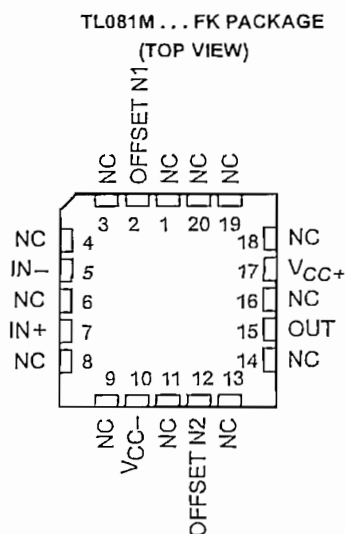 TL081M . . . FK PACKAGE
(TOP VIEW)
NC
OFFSET N1
NC
NC
NC
3 2 1 20 19
NC 4
IN− 5
NC 6
IN+ 7
NC 8
18 NC
17 VCC+
16 NC
15 OUT
14 NC
9 10 11 12 13
NC
VCC−
NC
OFFSET N2
NC